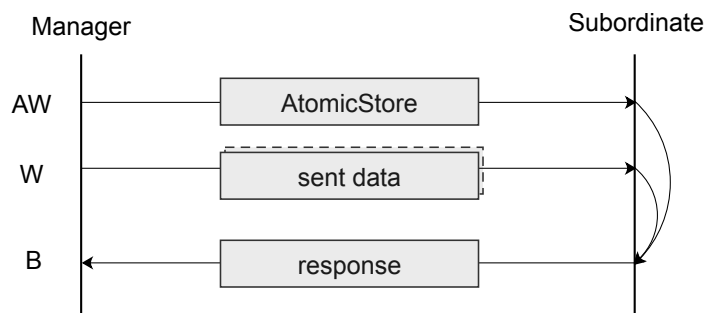 Manager
Subordinate
AW
AtomicStore
W
sent data
B
response